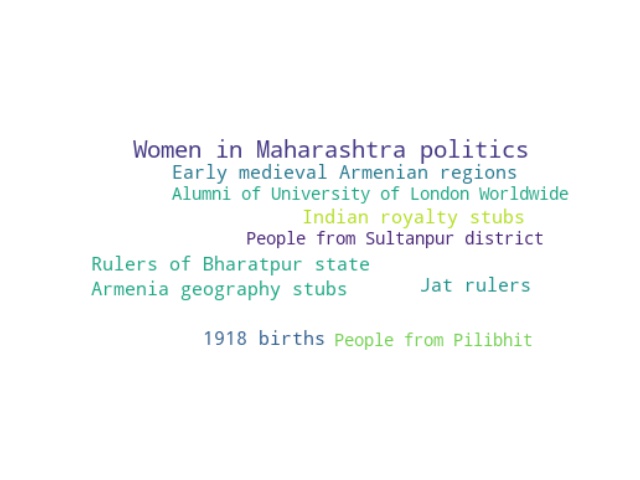 Women in Maharashtra politics
Early medieval Armenian regions
Alumni of University of London Worldwide
Indian royalty stubs
People from Sultanpur district
Rulers of Bharatpur state
Jat rulers
Armenia geography stubs
1918 births
People from Pilibhit